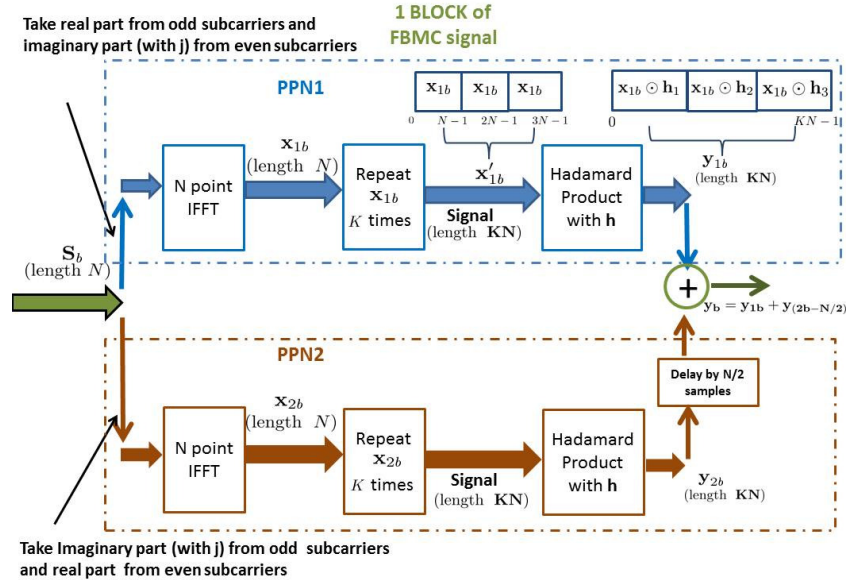 Take real part from odd subcarriers and
imaginary part (with j) from even subcarriers
1 BLOCK of
FBMC signal
PPN1
x1b x1b x1b
0 N−1 2N−1 3N−1
x1b ⊙ h1 x1b ⊙ h2 x1b ⊙ h3
0 KN−1
N point
IFFT
x1b
(length N)
Repeat
x1b
K times
x′1b
Signal
(length KN)
Hadamard
Product
with h
y1b
(length KN)
Sb
(length N)
+
yb = y1b + y(2b−N/2)
PPN2
N point
IFFT
x2b
(length N)
Repeat
x2b
K times
Signal
(length KN)
Hadamard
Product
with h
Delay by N/2
samples
y2b
(length KN)
Take Imaginary part (with j) from odd subcarriers
and real part from even subcarriers